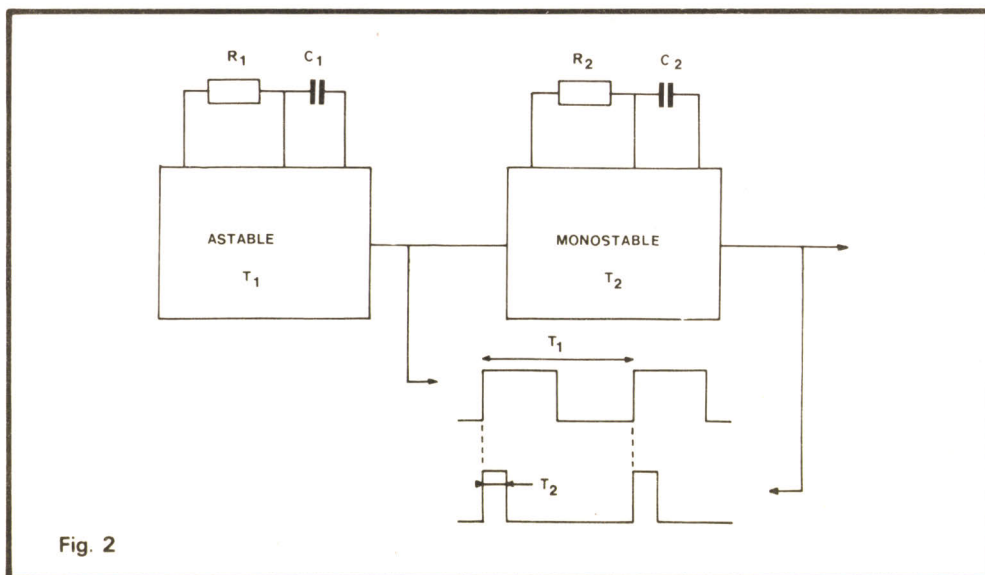 R1 C1
R2 C2
ASTABLE
T1
MONOSTABLE
T2
T1
T2
Fig. 2